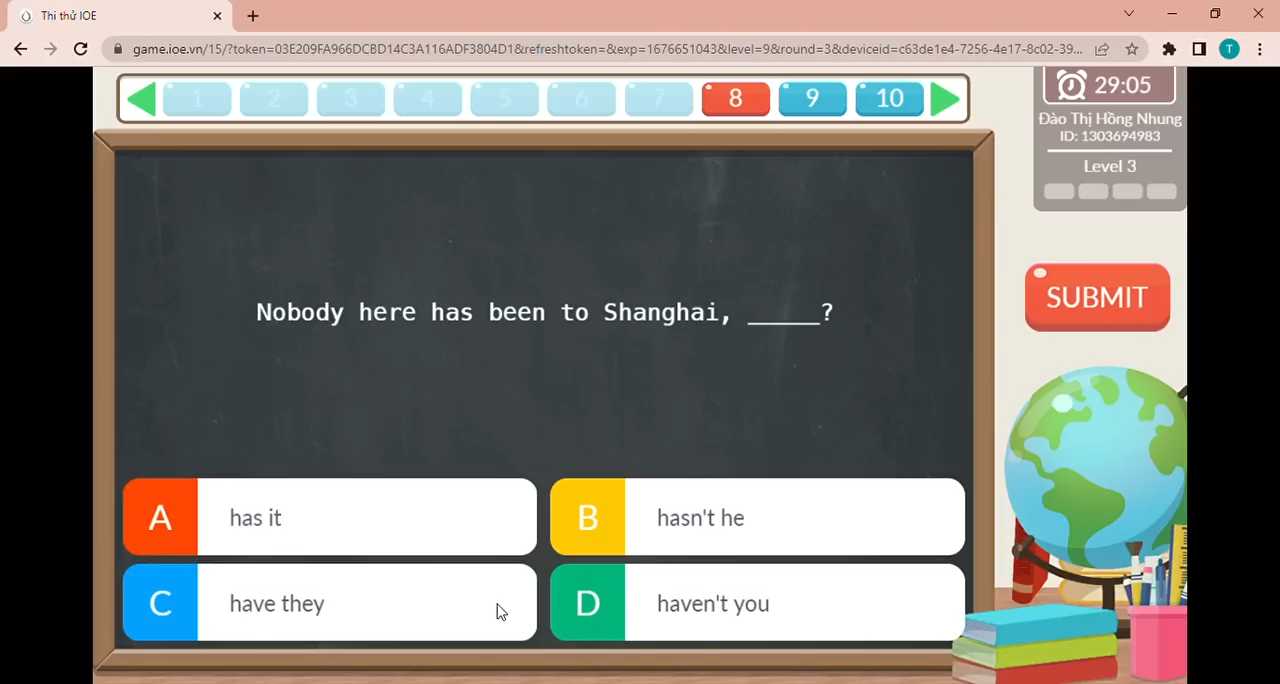 Thi thử IOE
game.ioe.vn/15/?token=03E209FA966DCBD14C3A116ADF3804D1&refreshtoken=&exp=1676651043&level=9&round=3&deviceid=c63de1e4-7256-4e17-8c02-39...
T
1 2 3 4 5 6 7 8 9 10
29:05
Đào Thị Hồng Nhung
ID: 1303694983
Level 3
SUBMIT
Nobody here has been to Shanghai, _____?
A has it
B hasn't he
C have they
D haven't you